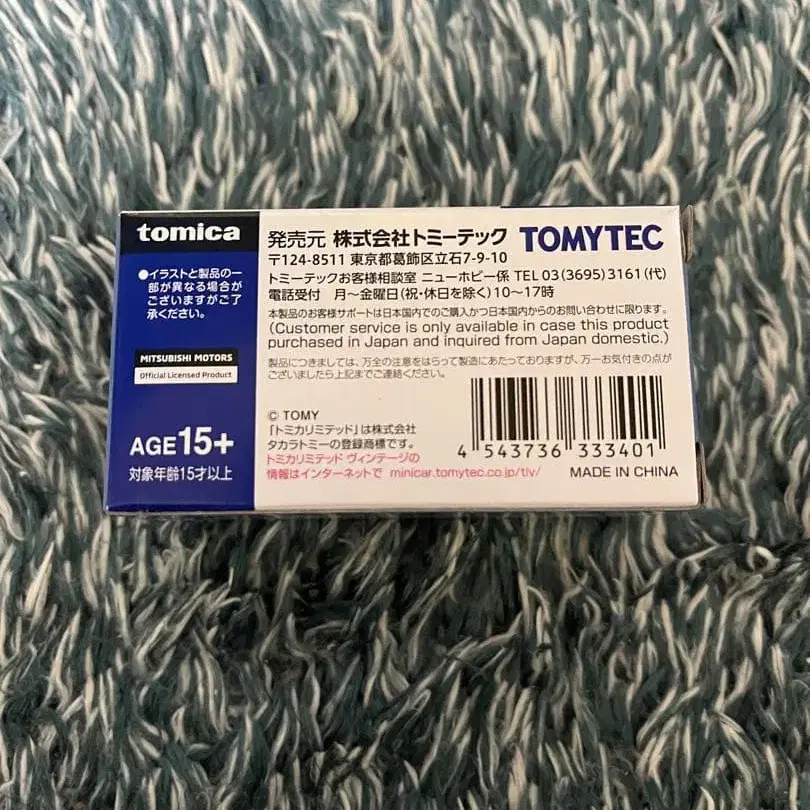 tomica
●イラストと製品の一
部が異なる場合が
ございますがご了
承ください。
MITSUBISHI MOTORS
Official Licensed Product
AGE15+
対象年齢15才以上
発売元 株式会社トミーテック TOMYTEC
〒124-8511 東京都葛飾区立石7-9-10
トミーテックお客様相談室 ニューホビー係 TEL 03(3695)3161(代)
電話受付 月〜金曜日(祝・休日を除く)10〜17時
本製品のお客様サポートは日本国内でのご購入かつ日本国内からのお問い合わせに限ります。
(Customer service is only available in case this product
purchased in Japan and inquired from Japan domestic.)
製品につきましては、万全の注意をはらって製造にあたっておりますが、万一お気付きの点が
ございましたら上記までご連絡ください。
© TOMY
「トミカリミテッド」は株式会社
タカラトミーの登録商標です。
トミカリミテッド ヴィンテージの
情報はインターネットで minicar.tomytec.co.jp/tlv/
4 543736 333401
MADE IN CHINA